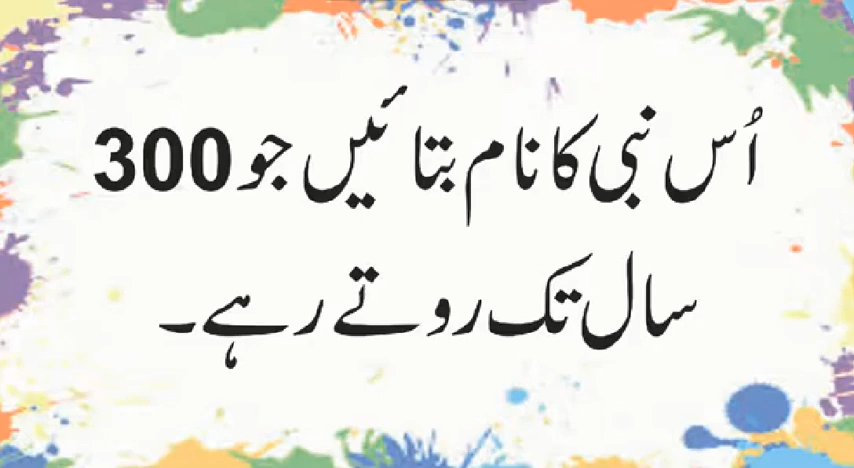 اُس نبی کا نام بتائیں جو 300
سال تک روتے رہے۔